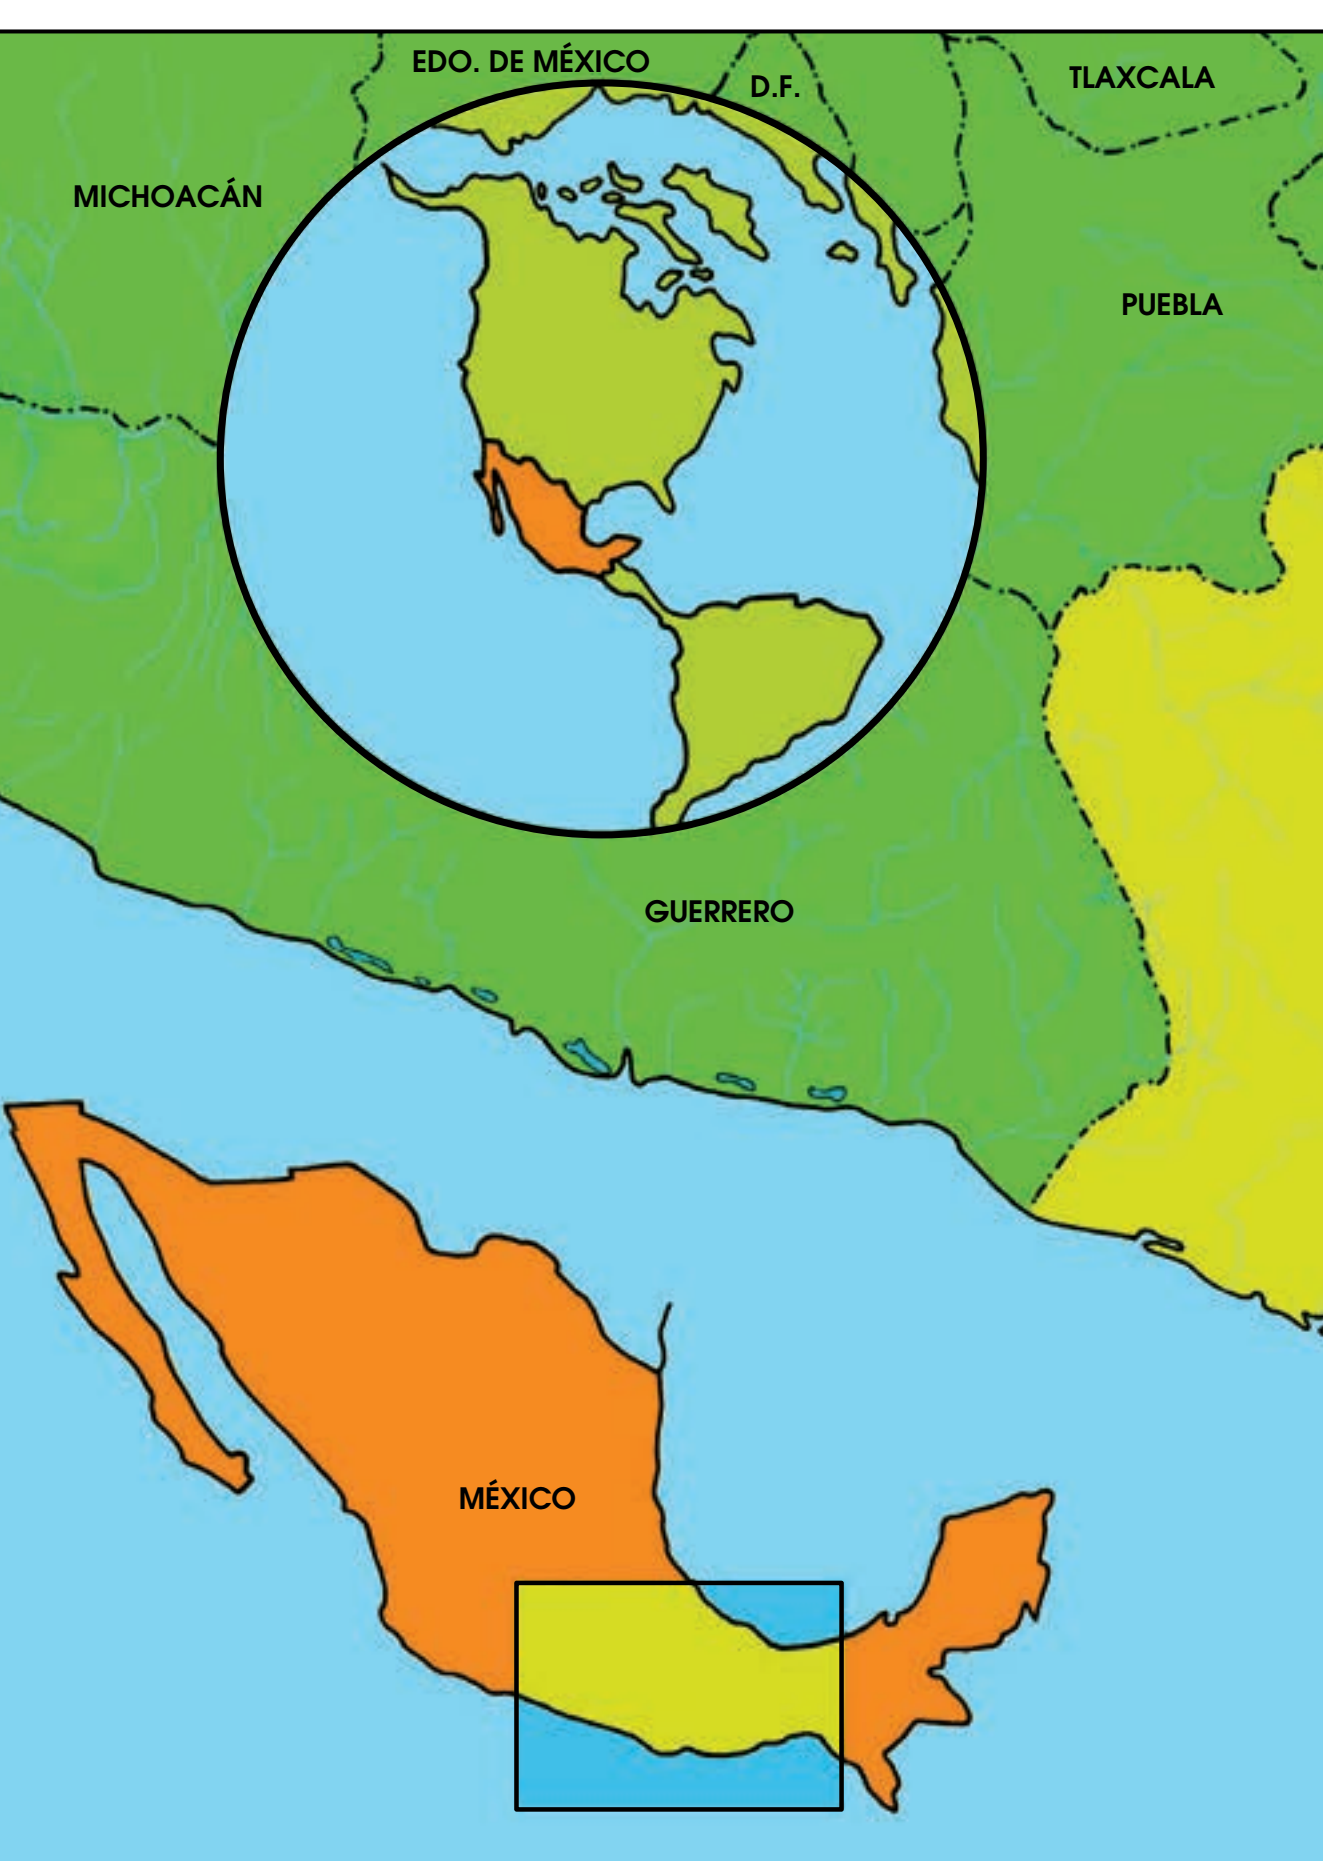 EDO. DE MÉXICO
D.F.
TLAXCALA
MICHOACÁN
PUEBLA
GUERRERO
MÉXICO